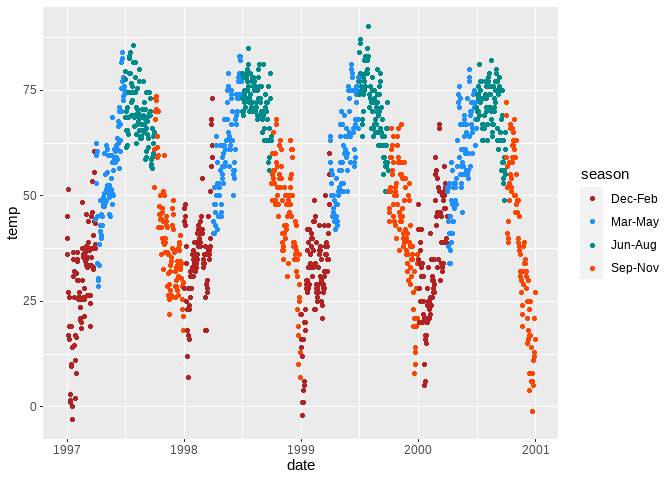 75
50
25
0
temp
1997
1998
1999
2000
2001
date
season
Dec-Feb
Mar-May
Jun-Aug
Sep-Nov